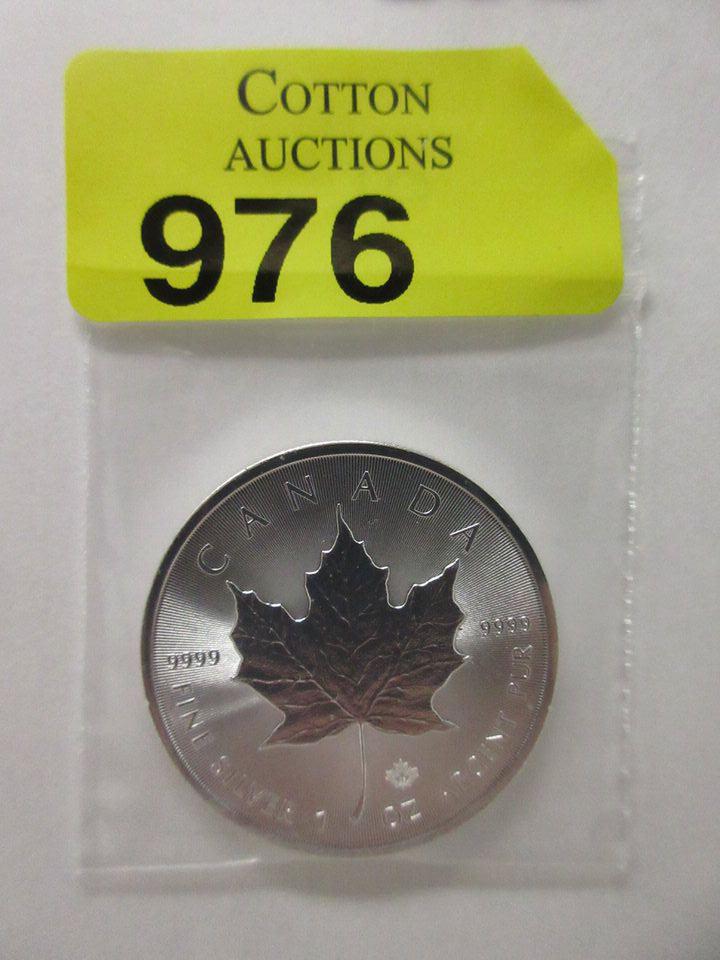 COTTON
AUCTIONS
976
CANADA
9999
9999
FINE SILVER 1 OZ ARGENT PUR